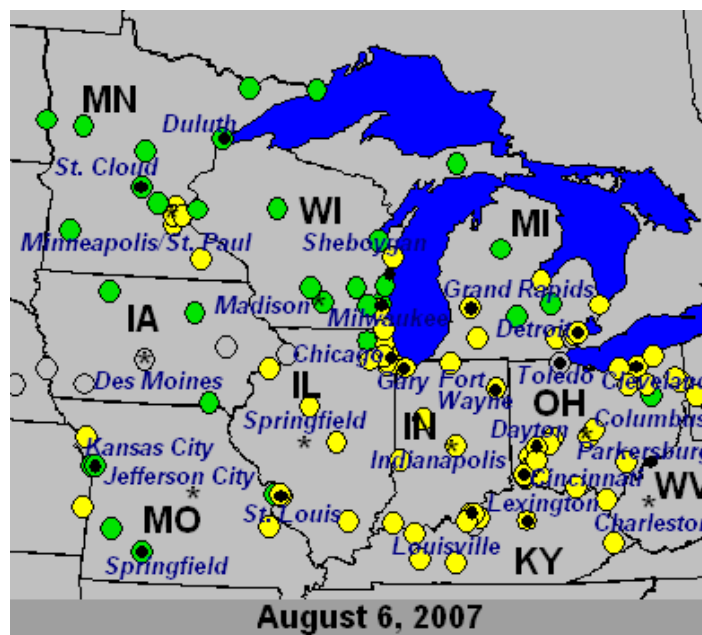 MN
Duluth
St. Cloud
WI
MI
Minneapolis/St. Paul
Sheboygan
Grand Rapids
Madison
Milwaukee
IA
Detroit
Chicago
Des Moines
Gary
Fort Wayne
Toledo
Cleveland
IL
OH
Springfield
IN
Columbus
Dayton
Kansas City
Indianapolis
Parkersburg
Jefferson City
Cincinnati
WV
MO
St. Louis
Lexington
Charleston
Louisville
KY
Springfield
August 6, 2007